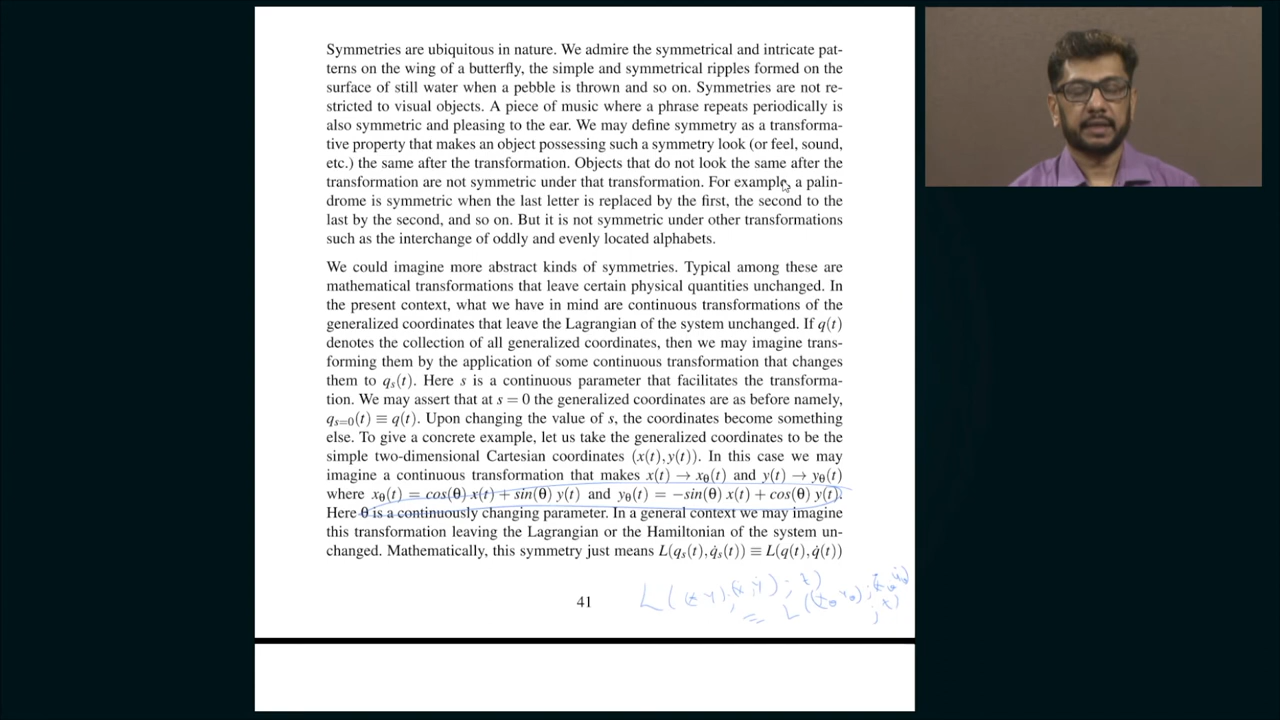 Symmetries are ubiquitous in nature. We admire the symmetrical and intricate pat-
terns on the wing of a butterfly, the simple and symmetrical ripples formed on the
surface of still water when a pebble is thrown and so on. Symmetries are not re-
stricted to visual objects. A piece of music where a phrase repeats periodically is
also symmetric and pleasing to the ear. We may define symmetry as a transforma-
tive property that makes an object possessing such a symmetry look (or feel, sound,
etc.) the same after the transformation. Objects that do not look the same after the
transformation are not symmetric under that transformation. For example, a palin-
drome is symmetric when the last letter is replaced by the first, the second to the
last by the second, and so on. But it is not symmetric under other transformations
such as the interchange of oddly and evenly located alphabets.
We could imagine more abstract kinds of symmetries. Typical among these are
mathematical transformations that leave certain physical quantities unchanged. In
the present context, what we have in mind are continuous transformations of the
generalized coordinates that leave the Lagrangian of the system unchanged. If q(t)
denotes the collection of all generalized coordinates, then we may imagine trans-
forming them by the application of some continuous transformation that changes
them to qₛ(t). Here s is a continuous parameter that facilitates the transforma-
tion. We may assert that at s = 0 the generalized coordinates are as before namely,
qₛ₌₀(t) ≡ q(t). Upon changing the value of s, the coordinates become something
else. To give a concrete example, let us take the generalized coordinates to be the
simple two-dimensional Cartesian coordinates (x(t),y(t)). In this case we may
imagine a continuous transformation that makes x(t) → x_θ(t) and y(t) → y_θ(t)
where x_θ(t) = cos(θ) x(t) + sin(θ) y(t) and y_θ(t) = −sin(θ) x(t) + cos(θ) y(t).
Here θ is a continuously changing parameter. In a general context we may imagine
this transformation leaving the Lagrangian or the Hamiltonian of the system un-
changed. Mathematically, this symmetry just means L(qₛ(t),q̇ₛ(t)) ≡ L(q(t),q̇(t))
L((x y);(ẋ,ẏ); t)
= L((x_θ y_θ);(ẋ_θ ẏ_θ)
; t)
41